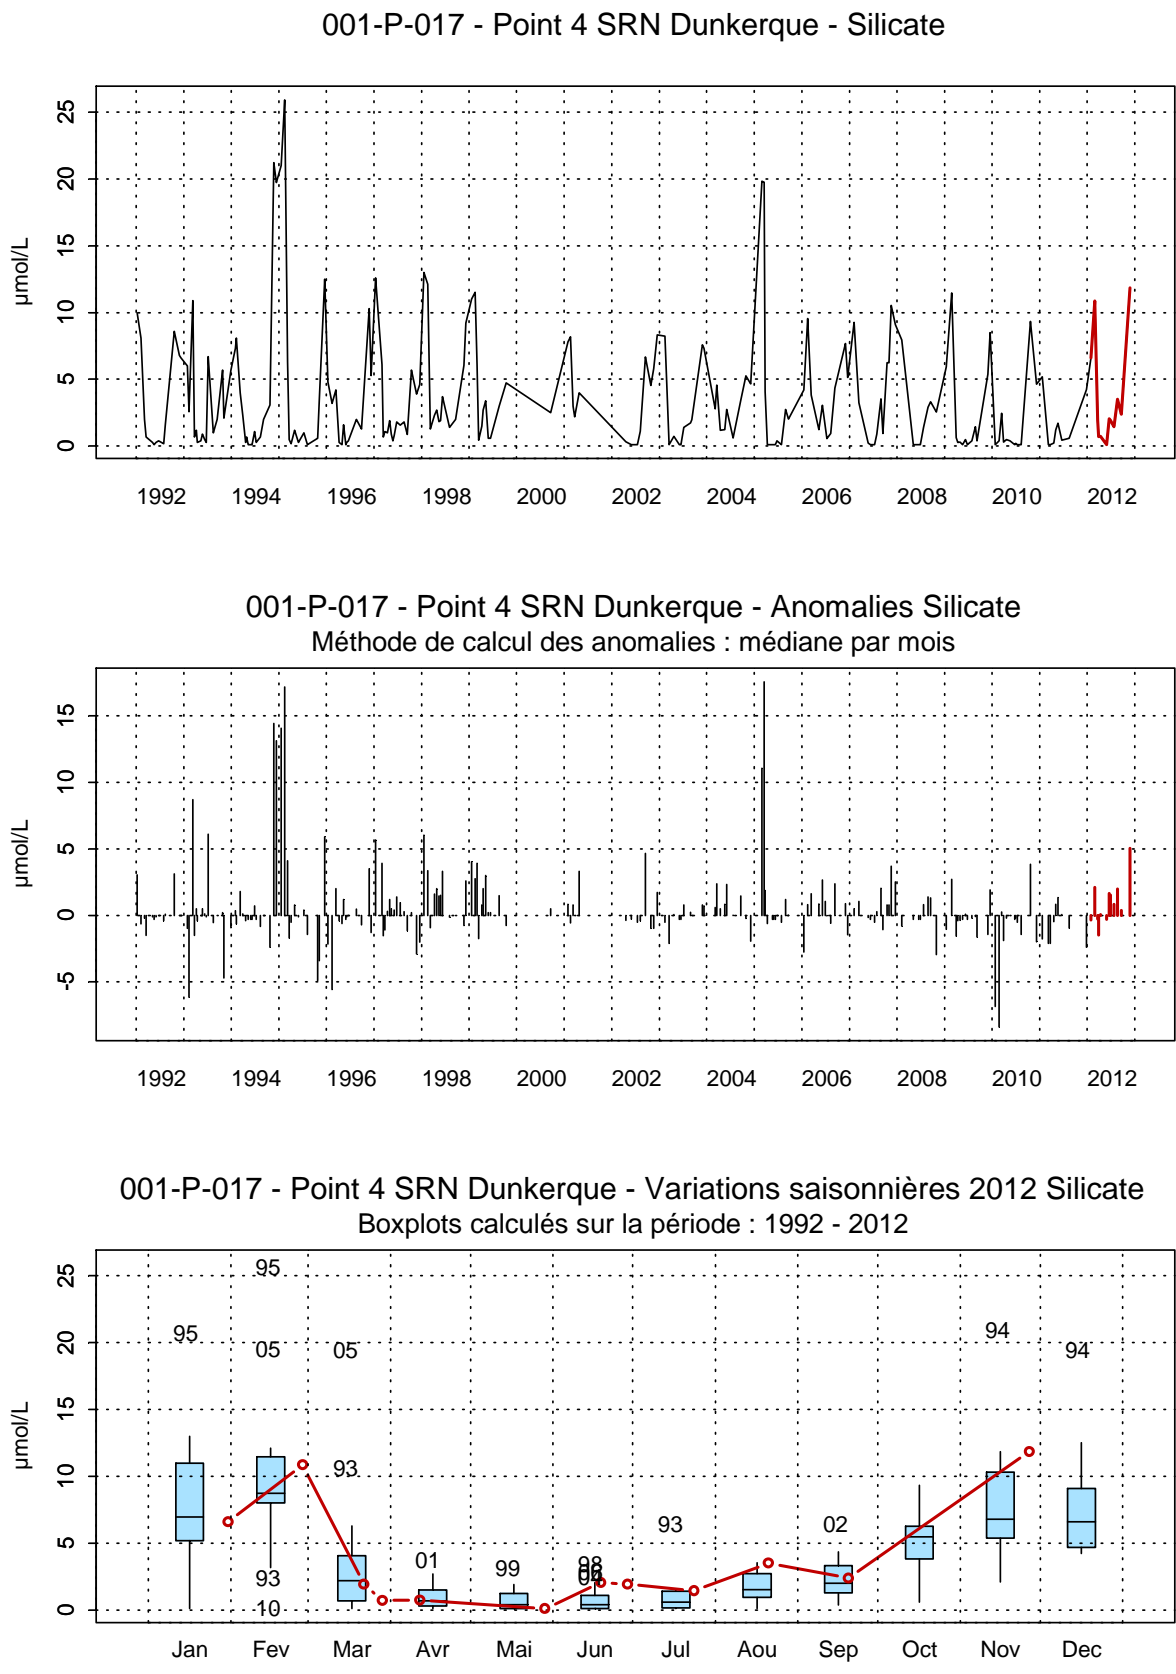 001-P-017 - Point 4 SRN Dunkerque - Silicate
25
20
15
10
5
0
µmol/L
1992 1994 1996 1998 2000 2002 2004 2006 2008 2010 2012
001-P-017 - Point 4 SRN Dunkerque - Anomalies Silicate
Méthode de calcul des anomalies : médiane par mois
15
10
5
0
-5
µmol/L
1992 1994 1996 1998 2000 2002 2004 2006 2008 2010 2012
001-P-017 - Point 4 SRN Dunkerque - Variations saisonnières 2012 Silicate
Boxplots calculés sur la période : 1992 - 2012
25
20
15
10
5
0
µmol/L
95
95
05
93
10
05
93
01
99
98
93
02
94
94
Jan Fev Mar Avr Mai Jun Jul Aou Sep Oct Nov Dec